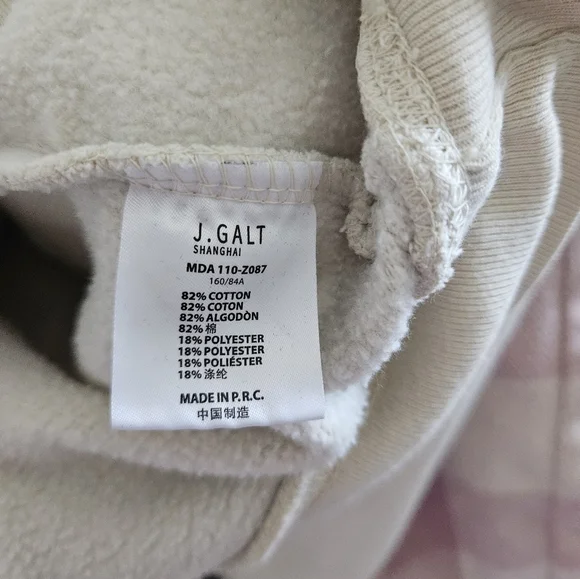 J.GALT
SHANGHAI
MDA 110-Z087
160/84A
82% COTTON
82% COTON
82% ALGODÒN
82% 棉
18% POLYESTER
18% POLYESTER
18% POLIÉSTER
18% 涤纶
MADE IN P.R.C.
中国制造